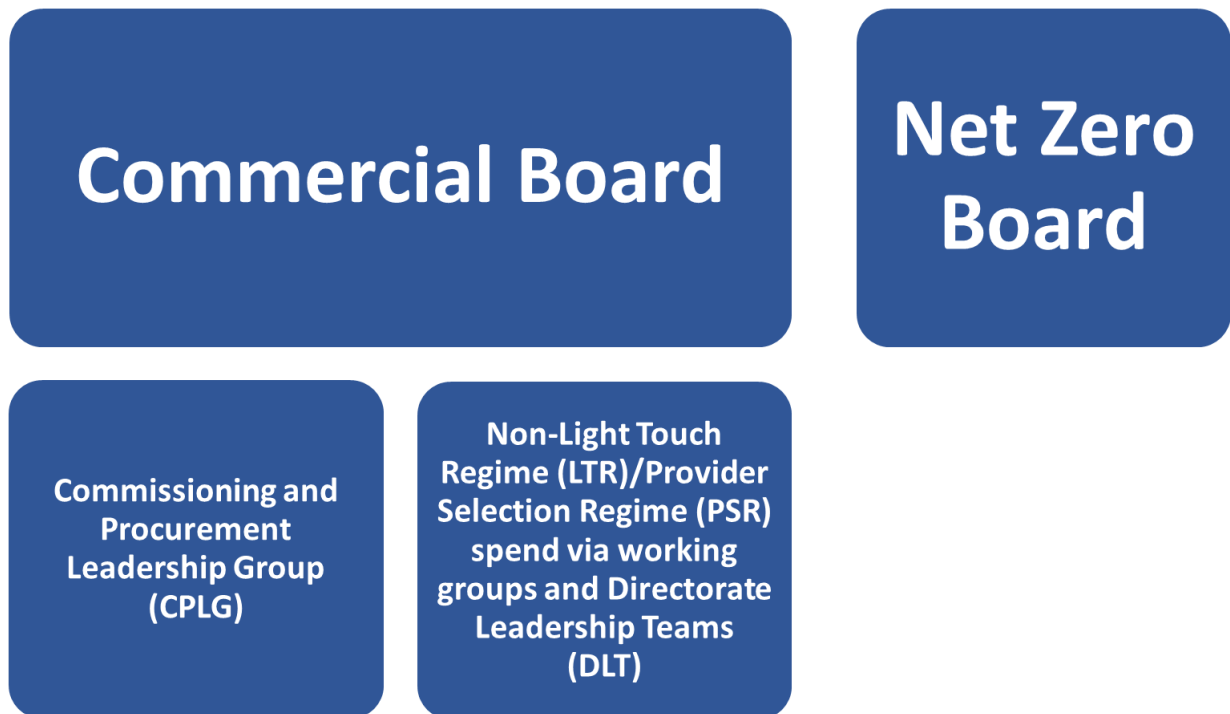 Commercial Board
Net Zero
Board
Commissioning and
Procurement
Leadership Group
(CPLG)
Non-Light Touch
Regime (LTR)/Provider
Selection Regime (PSR)
spend via working
groups and Directorate
Leadership Teams
(DLT)